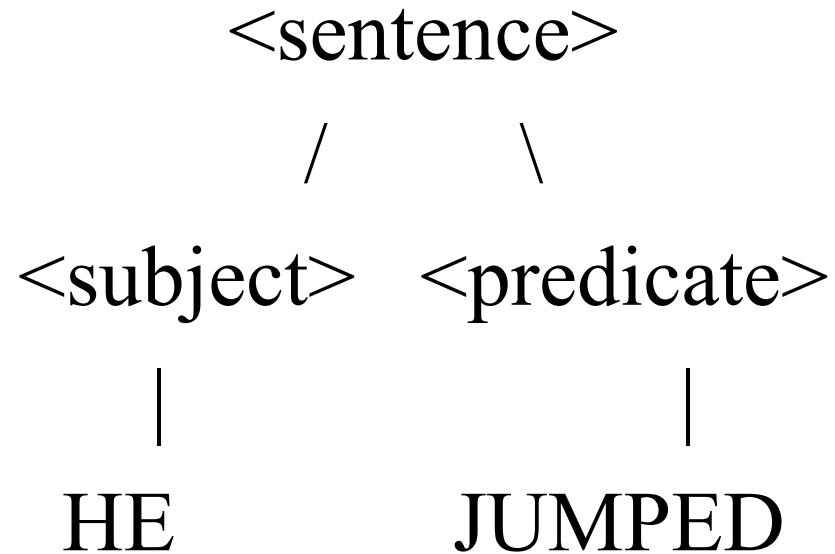 <sentence>
/ \
<subject> <predicate>
| |
HE JUMPED